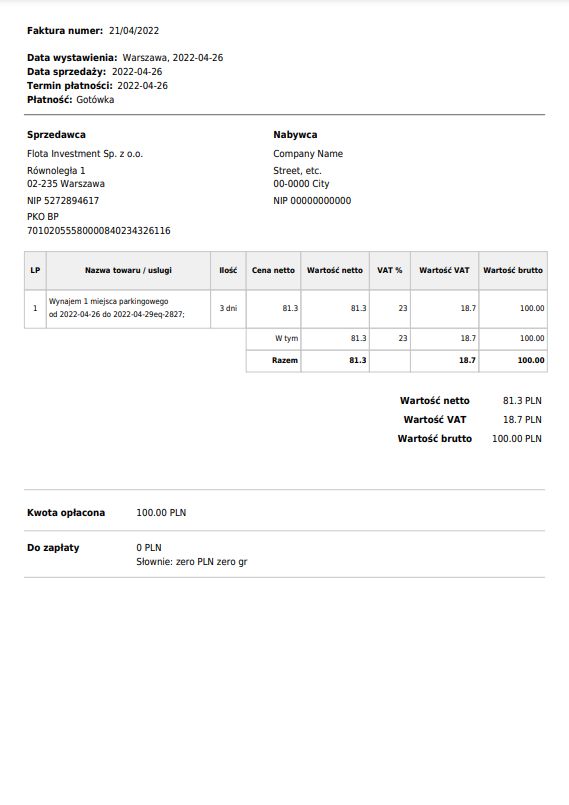 Faktura numer: 21/04/2022
Data wystawienia: Warszawa, 2022-04-26
Data sprzedaży: 2022-04-26
Termin płatności: 2022-04-26
Płatność: Gotówka
Sprzedawca
Flota Investment Sp. z o.o.
Równoległa 1
02-235 Warszawa
NIP 5272894617
PKO BP
70102055580000840234326116
Nabywca
Company Name
Street, etc.
00-0000 City
NIP 00000000000
LP Nazwa towaru / usługi Ilość Cena netto Wartość netto VAT % Wartość VAT Wartość brutto
1 Wynajem 1 miejsca parkingowego
od 2022-04-26 do 2022-04-29eq-2827; 3 dni 81.3 81.3 23 18.7 100.00
W tym 81.3 23 18.7 100.00
Razem 81.3 18.7 100.00
Wartość netto 81.3 PLN
Wartość VAT 18.7 PLN
Wartość brutto 100.00 PLN
Kwota opłacona 100.00 PLN
Do zapłaty 0 PLN
Słownie: zero PLN zero gr